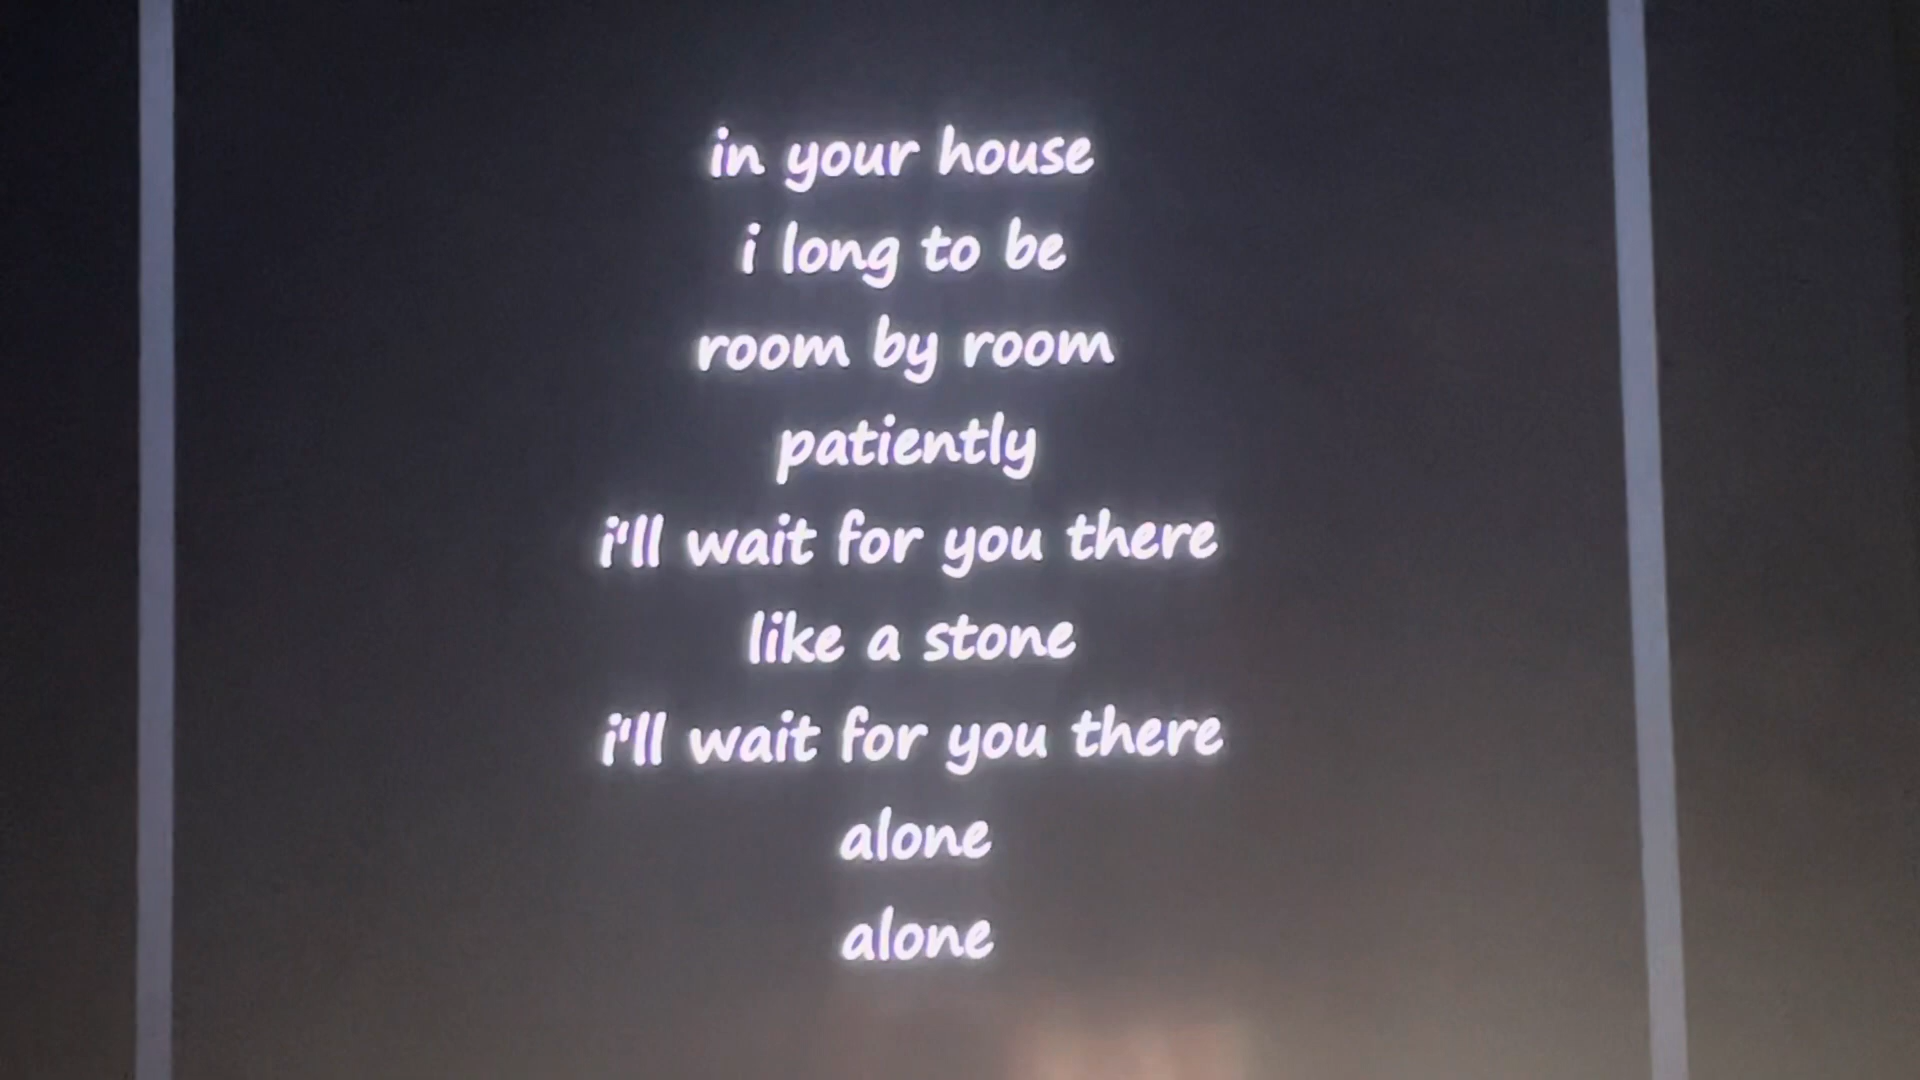 in your house
i long to be
room by room
patiently
i'll wait for you there
like a stone
i'll wait for you there
alone
alone